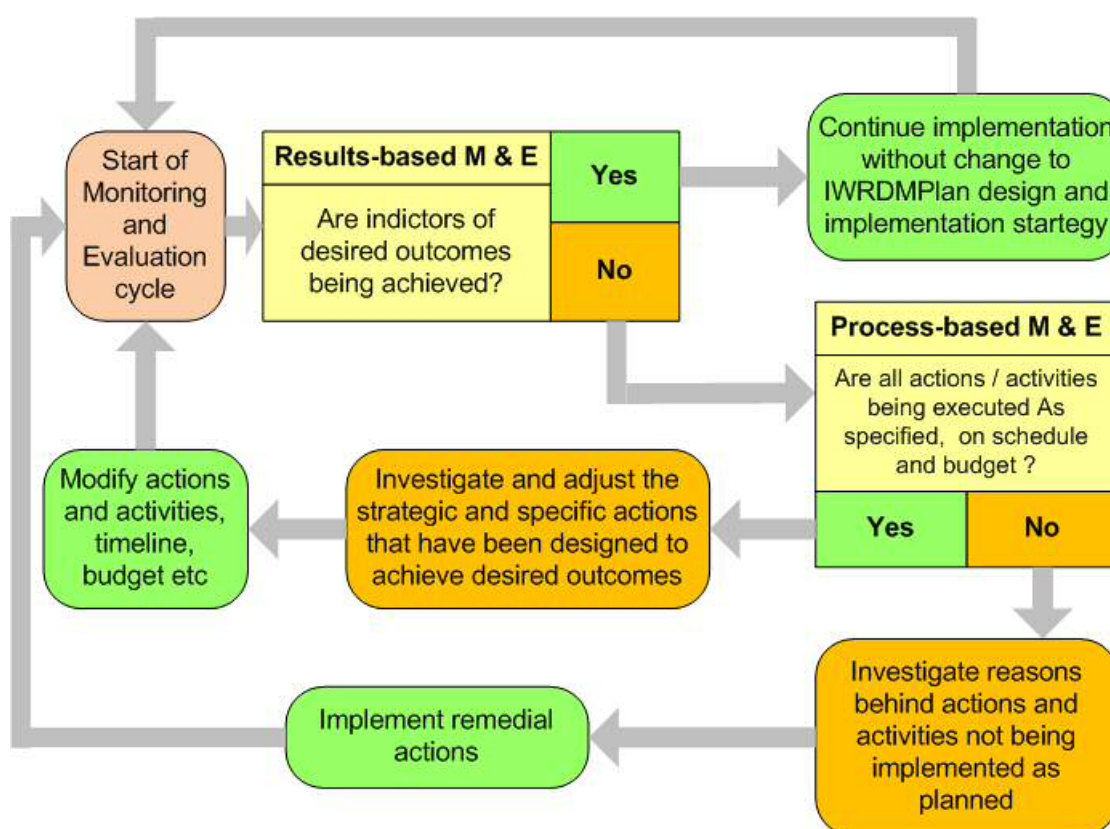 Start of
Monitoring
and
Evaluation
cycle
Results-based M & E
Are indictors of
desired outcomes
being achieved?
Yes
No
Continue implementation
without change to
IWRDMPlan design and
implementation startegy
Process-based M & E
Are all actions / activities
being executed As
specified, on schedule
and budget ?
Yes
No
Investigate and adjust the
strategic and specific actions
that have been designed to
achieve desired outcomes
Modify actions
and activities,
timeline,
budget etc
Investigate reasons
behind actions and
activities not being
implemented as
planned
Implement remedial
actions